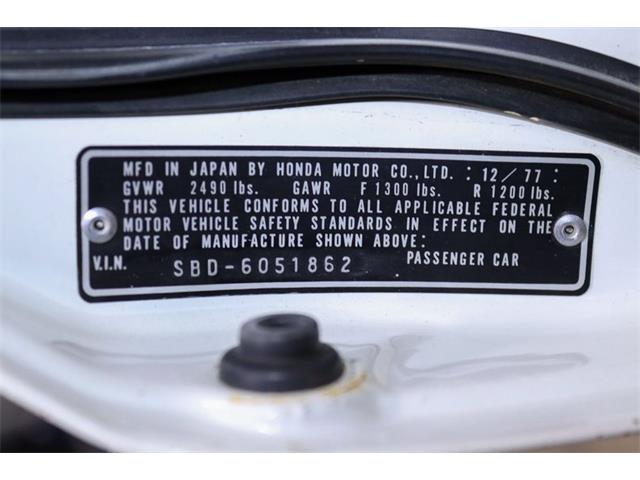 MFD IN JAPAN BY HONDA MOTOR CO., LTD. : 12/77 :
GVWR 2490 lbs. GAWR F 1300 lbs. R 1200 lbs.
THIS VEHICLE CONFORMS TO ALL APPLICABLE FEDERAL
MOTOR VEHICLE SAFETY STANDARDS IN EFFECT ON THE
DATE OF MANUFACTURE SHOWN ABOVE:
V.I.N. SBD-6051862 PASSENGER CAR